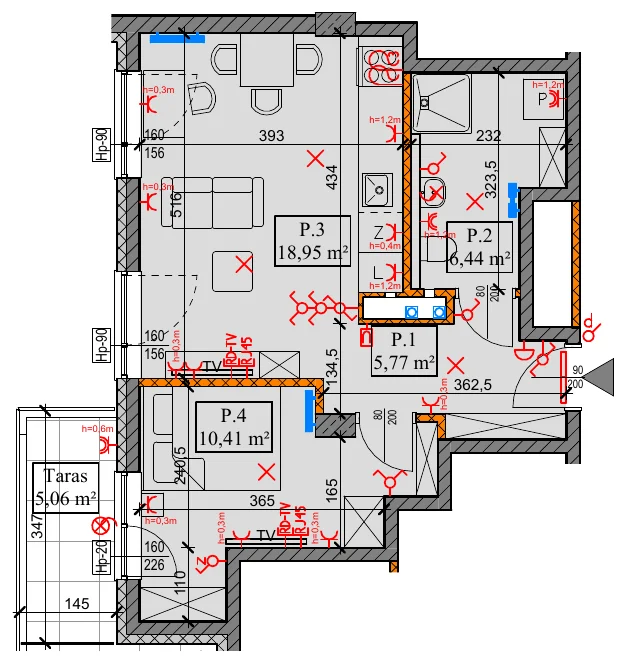 h=0,3m
160
156
Hp-90
393
h=1,2m
434
516
h=0,3m
P.3
18,95 m²
Z
h=0,4m
L
h=1,2m
232
h=1,2m
P
323,5
h=1,2m
P.2
6,44 m²
80
200
160
156
Hp-90
h=0,3m
TV
RD-TV
RJ45
134,5
P.1
5,77 m²
362,5
h=0,3m
90
200
P.4
10,41 m²
80
200
240,5
365
165
h=0,6m
Taras
5,06 m²
347
h=0,3m
h=0,3m
TV
RD-TV
RJ45
h=0,3m
Hp-20
160
226
Z
110
145